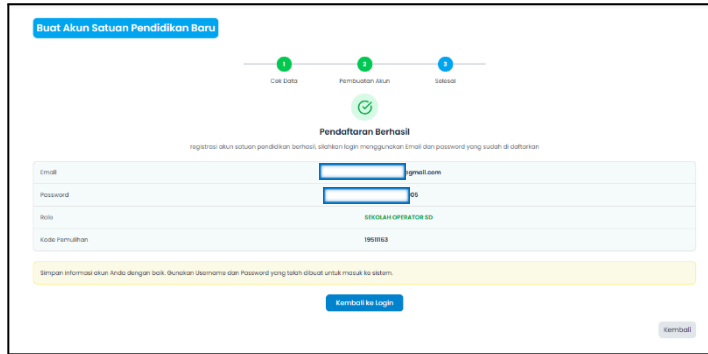 Buat Akun Satuan Pendidikan Baru
1 2 3
Cari Data Pembuatan Akun Selesai
Pendaftaran Berhasil
registrasi akun satuan pendidikan berhasil, silahkan login menggunakan Email dan password yang sudah di daftarkan
Email @gmail.com
Password 05
Role SEKOLAH OPERATOR SD
Kode Pemulihan 19511163
Simpan informasi akun Anda dengan baik. Gunakan Username dan Password yang telah dibuat untuk masuk ke sistem.
Kembali ke Login
Kembali